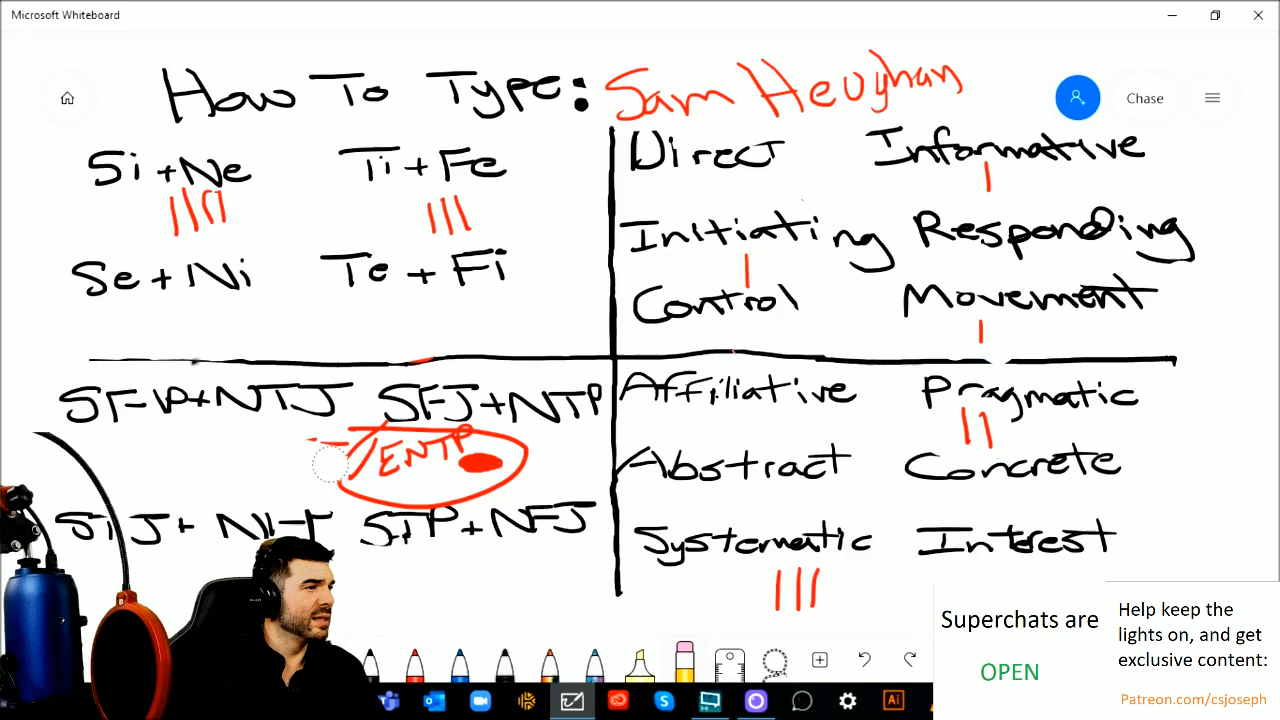 Microsoft Whiteboard
How To Type: Sam Heughan
Chase
Si + Ne Ti + Fe
Se + Ni Te + Fi
Direct Informative
Initiating Responding
Control Movement
SFP + NTJ SFJ + NTP
ENTP
STJ + NFP STP + NFJ
Affiliative Pragmatic
Abstract Concrete
Systematic Interest
Superchats are
OPEN
Help keep the
lights on, and get
exclusive content:
Patreon.com/csjoseph
Ai